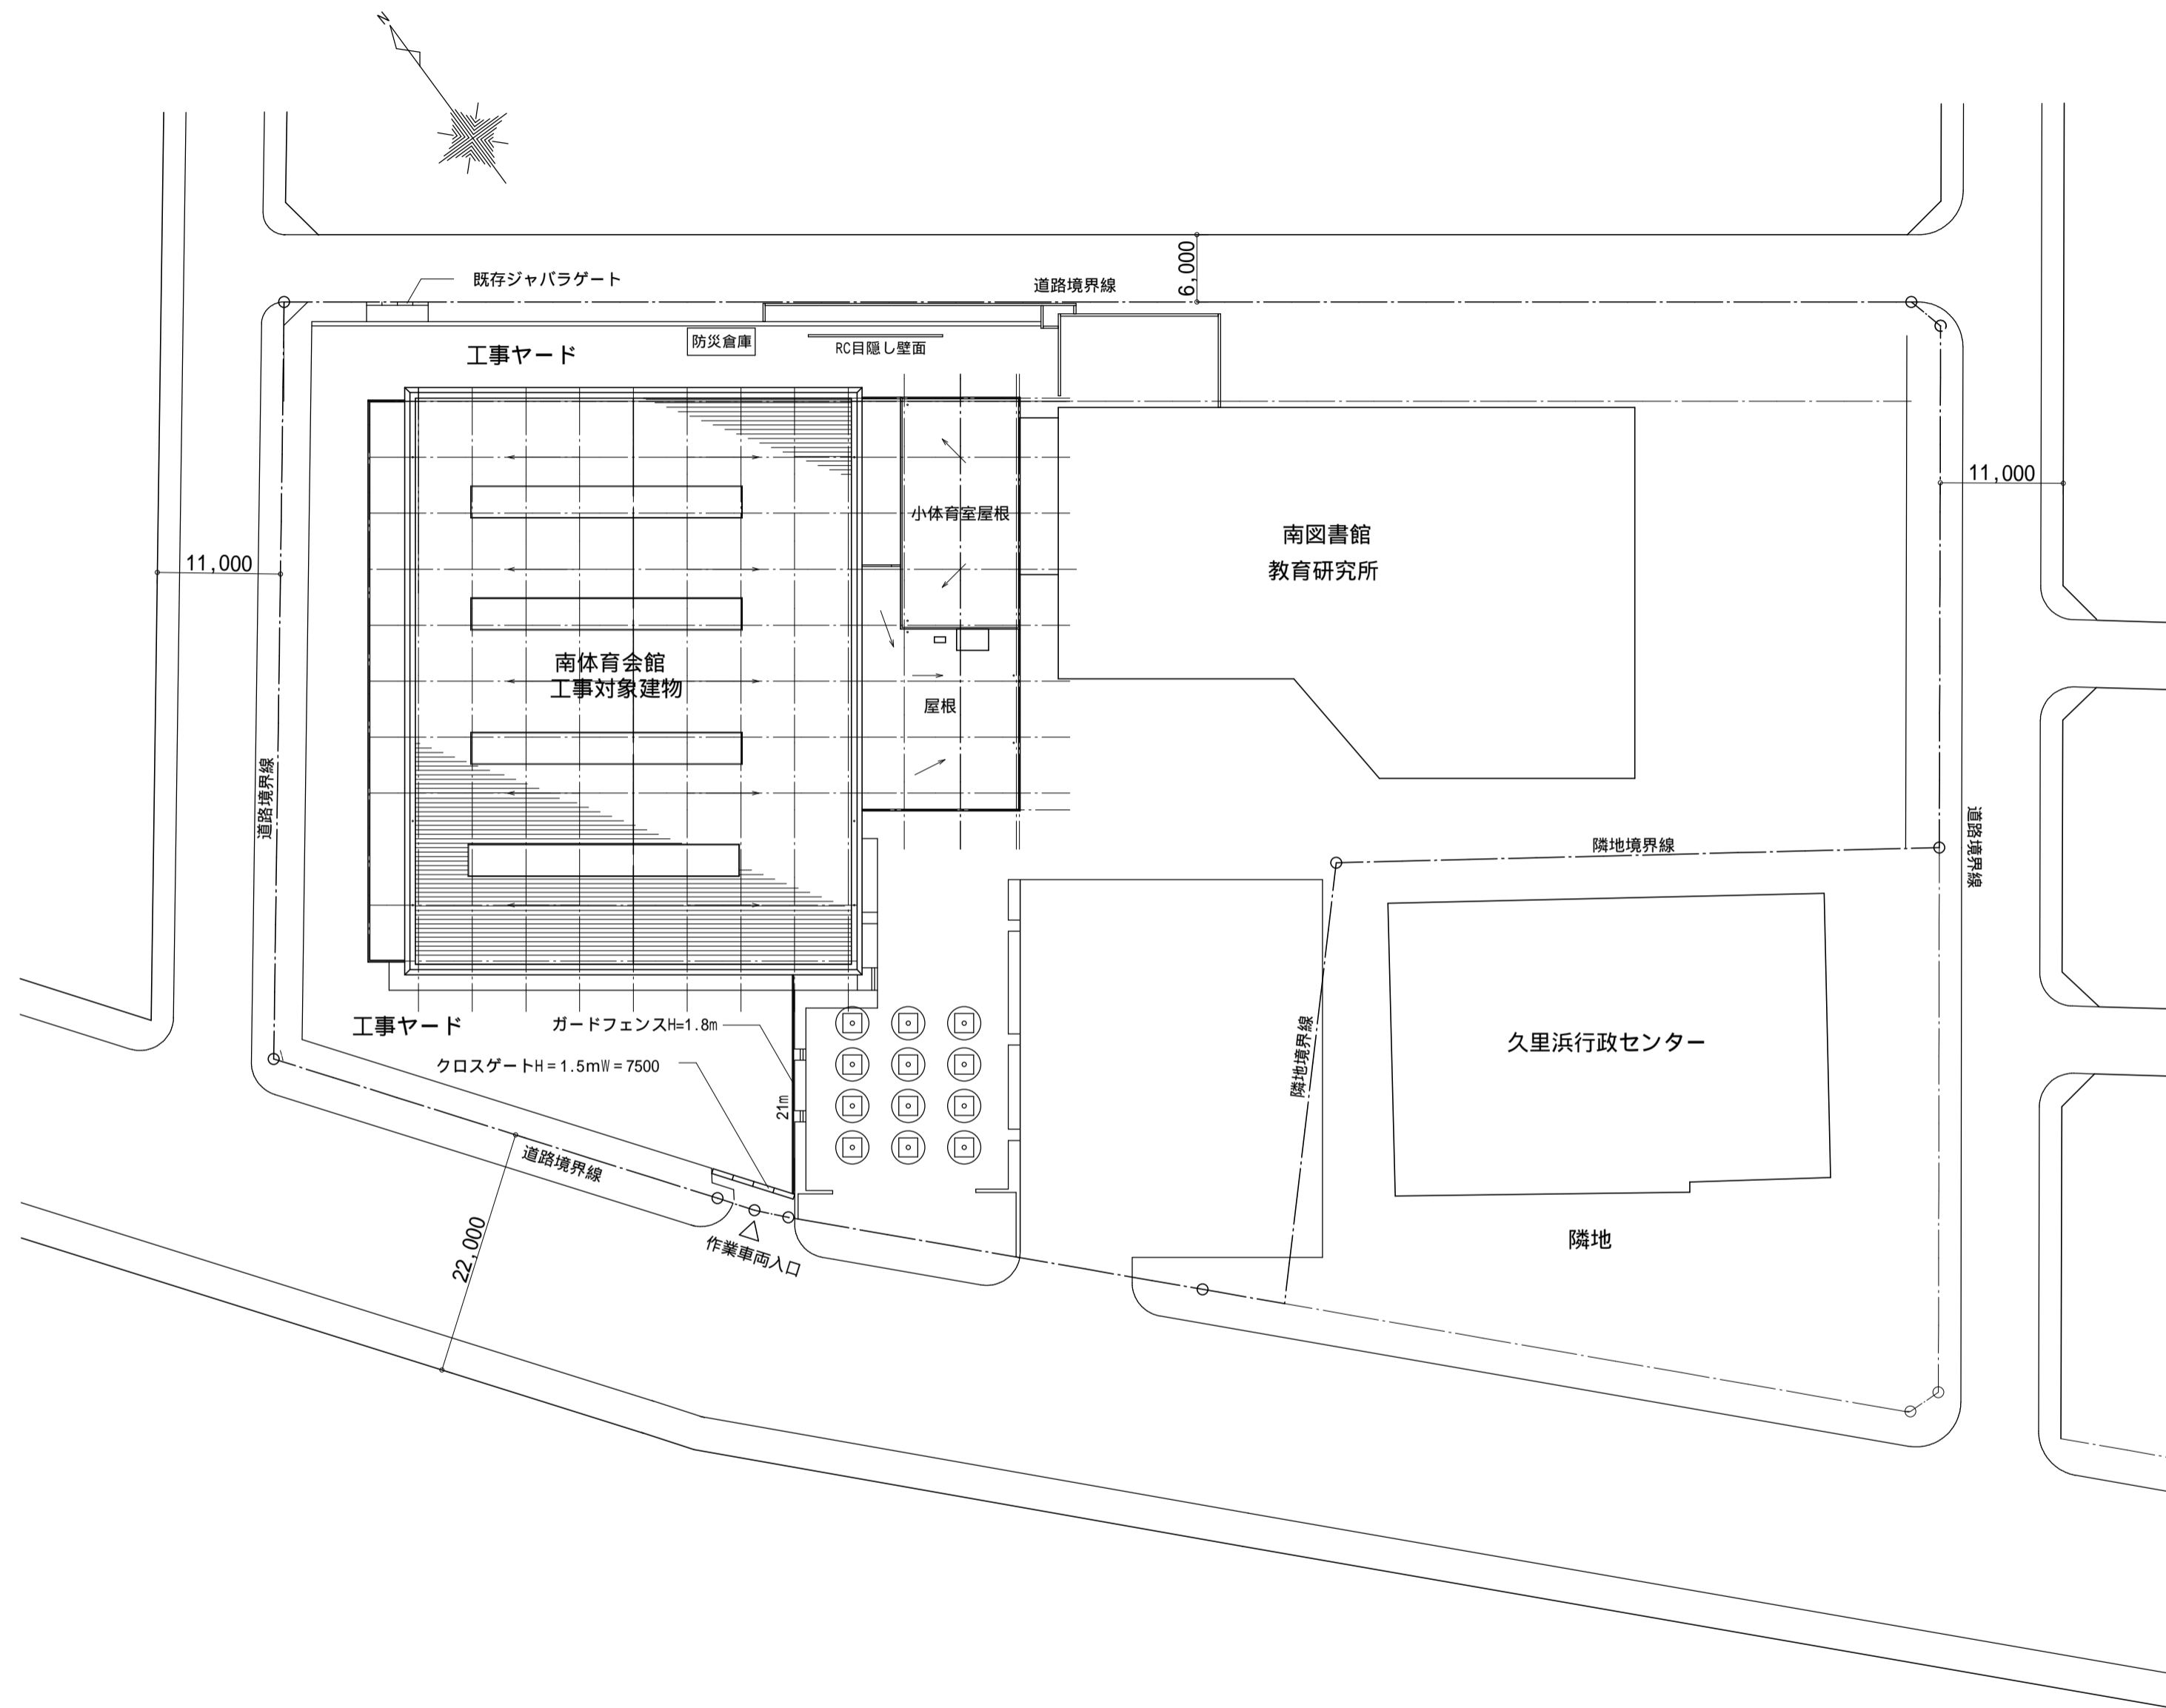 N
6,000
既存ジャバラゲート
道路境界線
防災倉庫
RC目隠し壁面
工事ヤード
11,000
小体育室屋根
南図書館
教育研究所
11,000
南体育会館
工事対象建物
屋根
道路境界線
道路境界線
隣地境界線
工事ヤード
ガードフェンスH=1.8m
クロスゲートH=1.5mW=7500
21m
隣地境界線
久里浜行政センター
道路境界線
作業車両入口
隣地
22,000